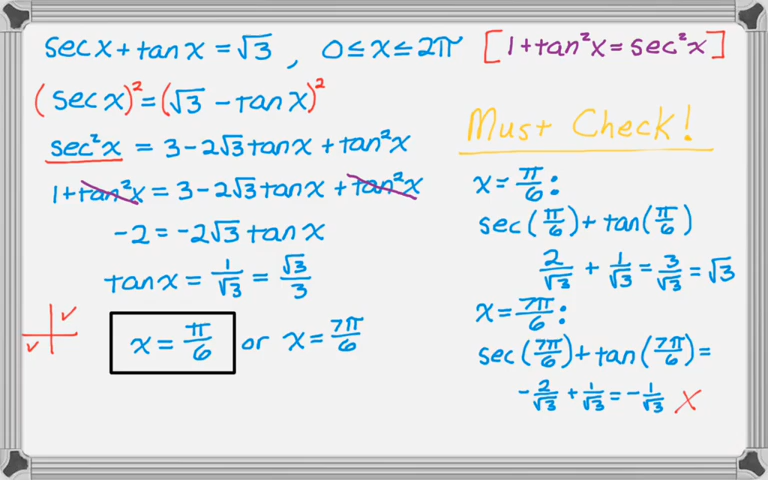 sec x + tan x = √3 , 0 ≤ x ≤ 2π [1 + tan²x = sec²x]
(sec x)² = (√3 - tan x)²
sec²x = 3 - 2√3 tan x + tan²x
1 + tan²x = 3 - 2√3 tan x + tan²x
-2 = -2√3 tan x
tan x = 1/√3 = √3/3
x = π/6 or x = 7π/6
Must Check!
x = π/6 :
sec(π/6) + tan(π/6)
2/√3 + 1/√3 = 3/√3 = √3
x = 7π/6 :
sec(7π/6) + tan(7π/6) =
-2/√3 + 1/√3 = -1/√3 X